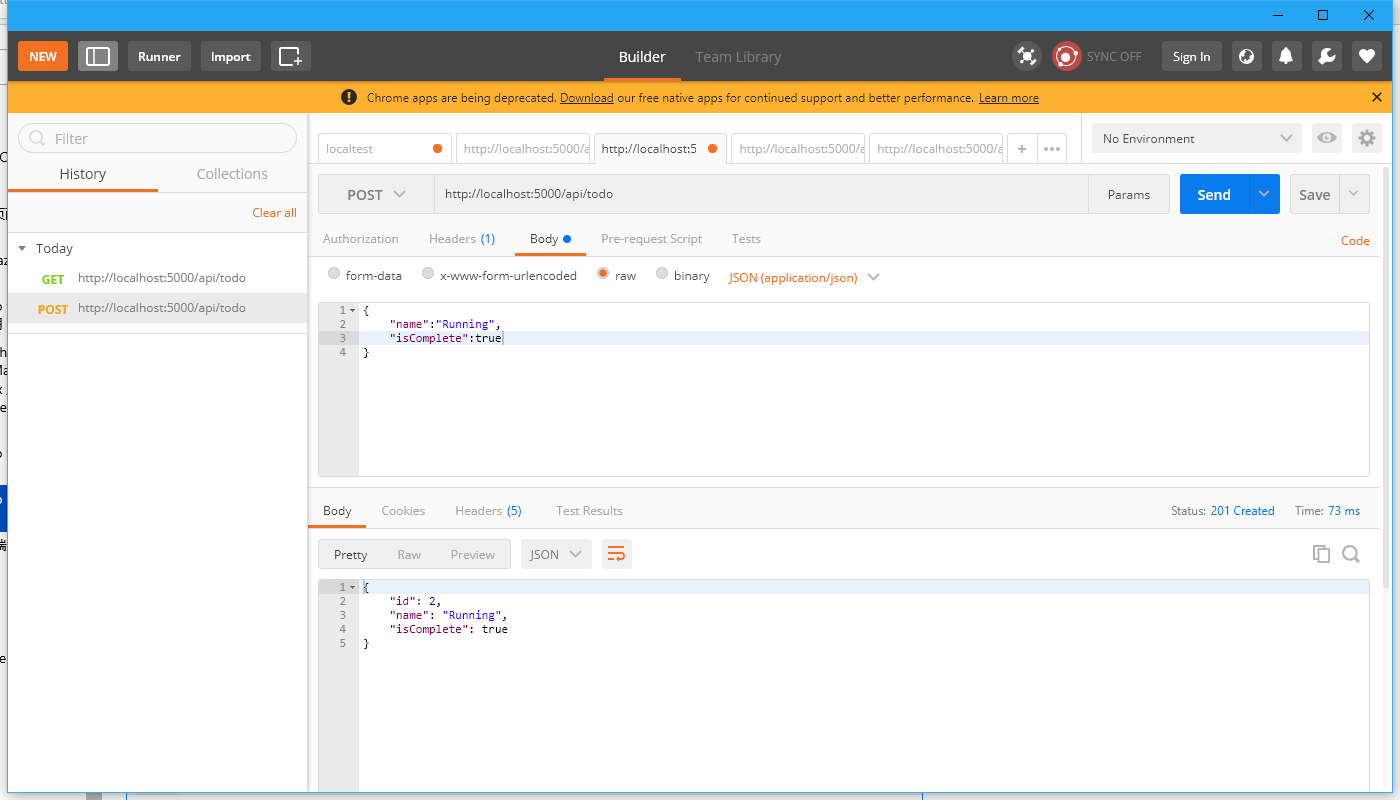 NEW Runner Import Builder Team Library SYNC OFF Sign In
Chrome apps are being deprecated. Download our free native apps for continued support and better performance. Learn more
Filter
History Collections
Clear all
Today
GET http://localhost:5000/api/todo
POST http://localhost:5000/api/todo
localtest http://localhost:5000/a http://localhost:5 http://localhost:5000/a http://localhost:5000/a + ••• No Environment
POST http://localhost:5000/api/todo Params Send Save
Authorization Headers (1) Body Pre-request Script Tests Code
form-data x-www-form-urlencoded raw binary JSON (application/json)
1 {
2 "name":"Running",
3 "isComplete":true
4 }
Body Cookies Headers (5) Test Results Status: 201 Created Time: 73 ms
Pretty Raw Preview JSON
1 {
2 "id": 2,
3 "name": "Running",
4 "isComplete": true
5 }